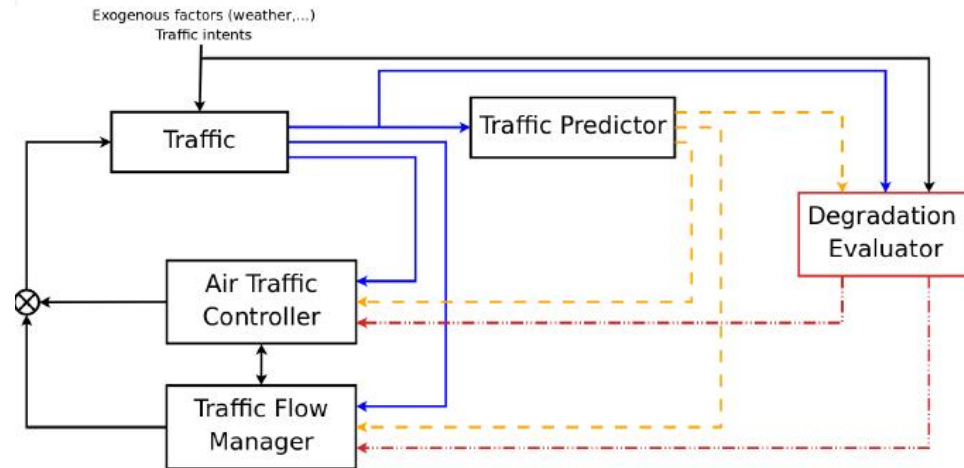 Exogenous factors (weather,...)
Traffic intents
Traffic
Traffic Predictor
Degradation
Evaluator
Air Traffic
Controller
Traffic Flow
Manager